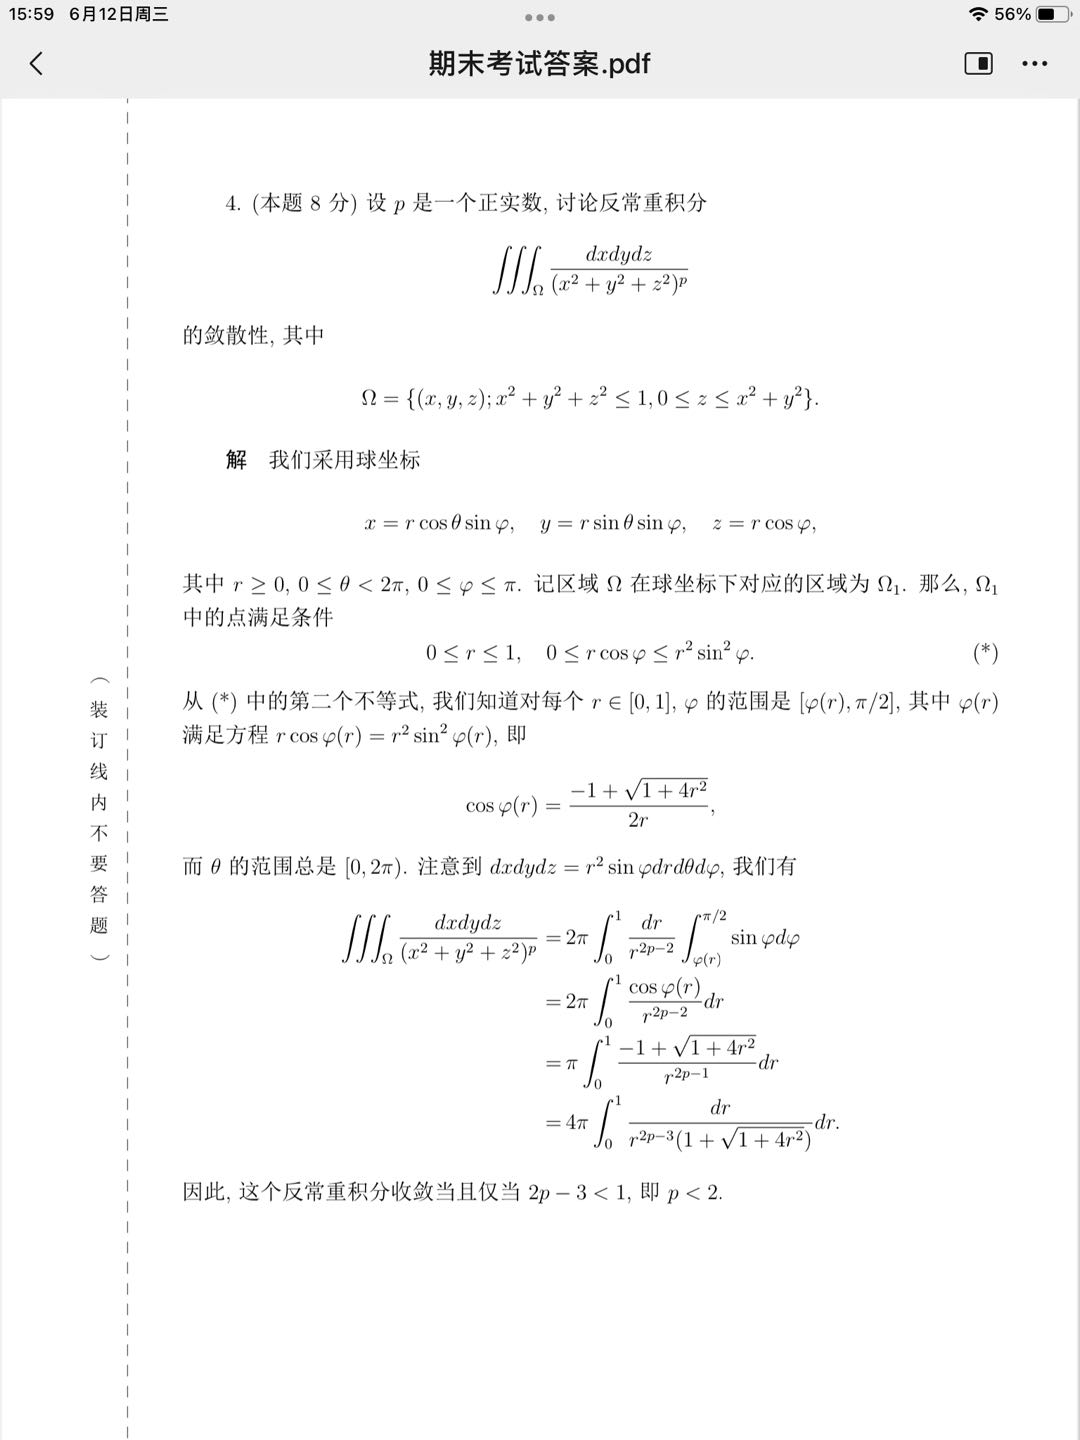 15:59 6月12日周三
56%
期末考试答案.pdf
4. (本题 8 分) 设 p 是一个正实数, 讨论反常重积分
∭_Ω dxdydz / (x² + y² + z²)^p
的敛散性, 其中
Ω = {(x, y, z); x² + y² + z² ≤ 1, 0 ≤ z ≤ x² + y²}.
解 我们采用球坐标
x = r cos θ sin φ, y = r sin θ sin φ, z = r cos φ,
其中 r ≥ 0, 0 ≤ θ < 2π, 0 ≤ φ ≤ π. 记区域 Ω 在球坐标下对应的区域为 Ω₁. 那么, Ω₁
中的点满足条件
0 ≤ r ≤ 1, 0 ≤ r cos φ ≤ r² sin² φ. (*)
从 (*) 中的第二个不等式, 我们知道对每个 r ∈ [0, 1], φ 的范围是 [φ(r), π/2], 其中 φ(r)
满足方程 r cos φ(r) = r² sin² φ(r), 即
cos φ(r) = (−1 + √(1 + 4r²)) / 2r,
而 θ 的范围总是 [0, 2π). 注意到 dxdydz = r² sin φdrdθdφ, 我们有
∭_Ω dxdydz / (x² + y² + z²)^p = 2π ∫_0^1 dr / r^(2p−2) ∫_φ(r)^π/2 sin φdφ
= 2π ∫_0^1 cos φ(r) / r^(2p−2) dr
= π ∫_0^1 (−1 + √(1 + 4r²)) / r^(2p−1) dr
= 4π ∫_0^1 dr / (r^(2p−3)(1 + √(1 + 4r²))) dr.
因此, 这个反常重积分收敛当且仅当 2p − 3 < 1, 即 p < 2.
(装订线内不要答题)